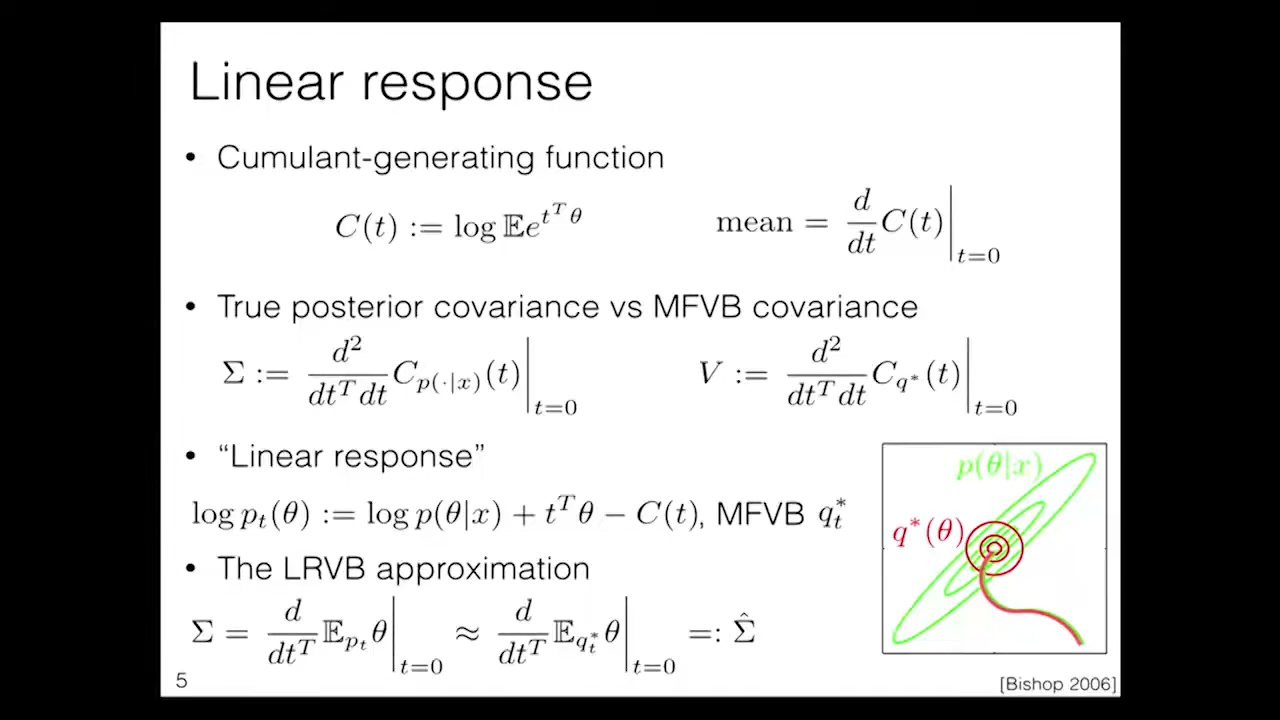 Linear response
• Cumulant-generating function
C(t) := log 𝔼e^{t^T θ}    mean = d/dt C(t)|_{t=0}
• True posterior covariance vs MFVB covariance
Σ := d²/(dt^T dt) C_{p(·|x)}(t)|_{t=0}    V := d²/(dt^T dt) C_{q*}(t)|_{t=0}
• “Linear response”
p(θ|x)
log p_t(θ) := log p(θ|x) + t^T θ − C(t), MFVB q_t^*
q*(θ)
• The LRVB approximation
Σ = d/dt^T 𝔼_{p_t} θ|_{t=0} ≈ d/dt^T 𝔼_{q_t^*} θ|_{t=0} =: Σ̂
5
[Bishop 2006]